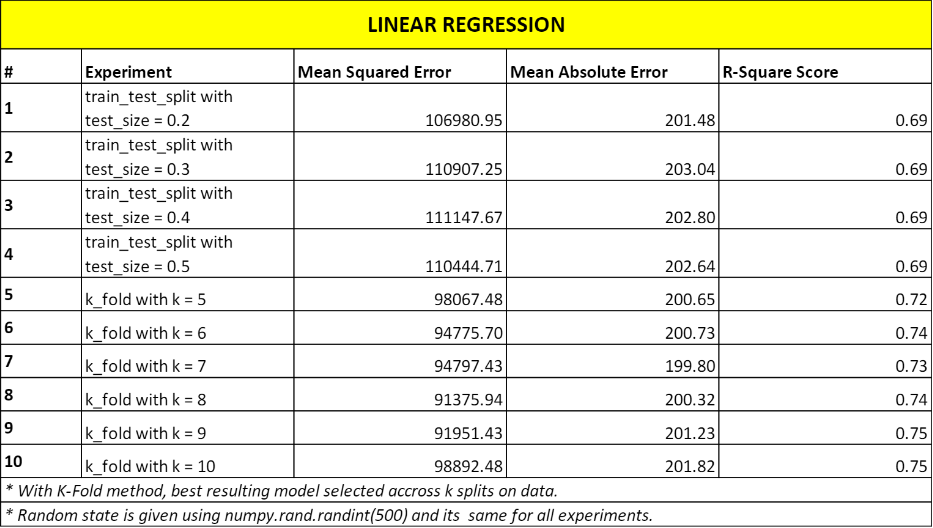 LINEAR REGRESSION
# Experiment Mean Squared Error Mean Absolute Error R-Square Score
1 train_test_split with
test_size = 0.2 106980.95 201.48 0.69
2 train_test_split with
test_size = 0.3 110907.25 203.04 0.69
3 train_test_split with
test_size = 0.4 111147.67 202.80 0.69
4 train_test_split with
test_size = 0.5 110444.71 202.64 0.69
5 k_fold with k = 5 98067.48 200.65 0.72
6 k_fold with k = 6 94775.70 200.73 0.74
7 k_fold with k = 7 94797.43 199.80 0.73
8 k_fold with k = 8 91375.94 200.32 0.74
9 k_fold with k = 9 91951.43 201.23 0.75
10 k_fold with k = 10 98892.48 201.82 0.75
* With K-Fold method, best resulting model selected accross k splits on data.
* Random state is given using numpy.rand.randint(500) and its same for all experiments.